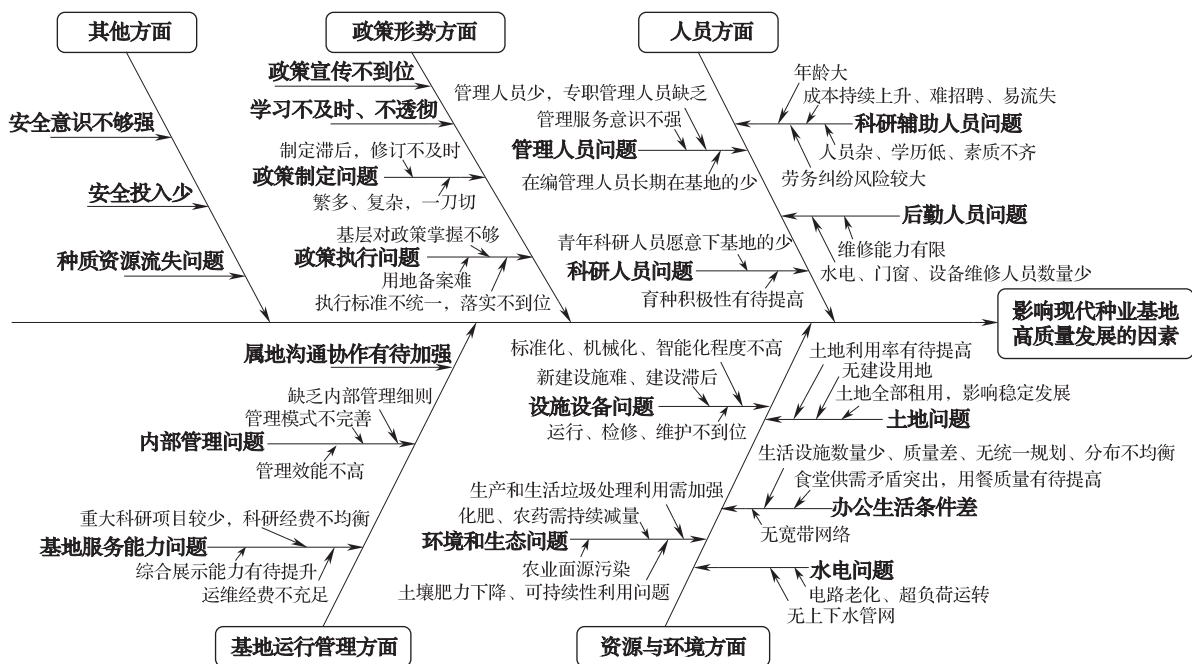 其他方面
政策形势方面
人员方面
安全意识不够强
安全投入少
种质资源流失问题
政策宣传不到位
学习不及时、不透彻
制定滞后，修订不及时
政策制定问题
繁多、复杂，一刀切
基层对政策掌握不够
政策执行问题
用地备案难
执行标准不统一，落实不到位
管理人员少，专职管理人员缺乏
管理服务意识不强
管理人员问题
在编管理人员长期在基地的少
青年科研人员愿意下基地的少
科研人员问题
育种积极性有待提高
年龄大
成本持续上升、难招聘、易流失
科研辅助人员问题
人员杂、学历低、素质不齐
劳务纠纷风险较大
后勤人员问题
维修能力有限
水电、门窗、设备维修人员数量少
影响现代种业基地
高质量发展的因素
属地沟通协作有待加强
缺乏内部管理细则
管理模式不完善
内部管理问题
管理效能不高
重大科研项目较少，科研经费不均衡
基地服务能力问题
综合展示能力有待提升
运维经费不充足
标准化、机械化、智能化程度不高
新建设施难、建设滞后
设施设备问题
运行、检修、维护不到位
生产和生活垃圾处理利用需加强
化肥、农药需持续减量
环境和生态问题
农业面源污染
土壤肥力下降、可持续性利用问题
土地利用率有待提高
无建设用地
土地全部租用，影响稳定发展
土地问题
生活设施数量少、质量差、无统一规划、分布不均衡
食堂供需矛盾突出，用餐质量有待提高
办公生活条件差
无宽带网络
水电问题
电路老化、超负荷运转
无上下水管网
基地运行管理方面
资源与环境方面